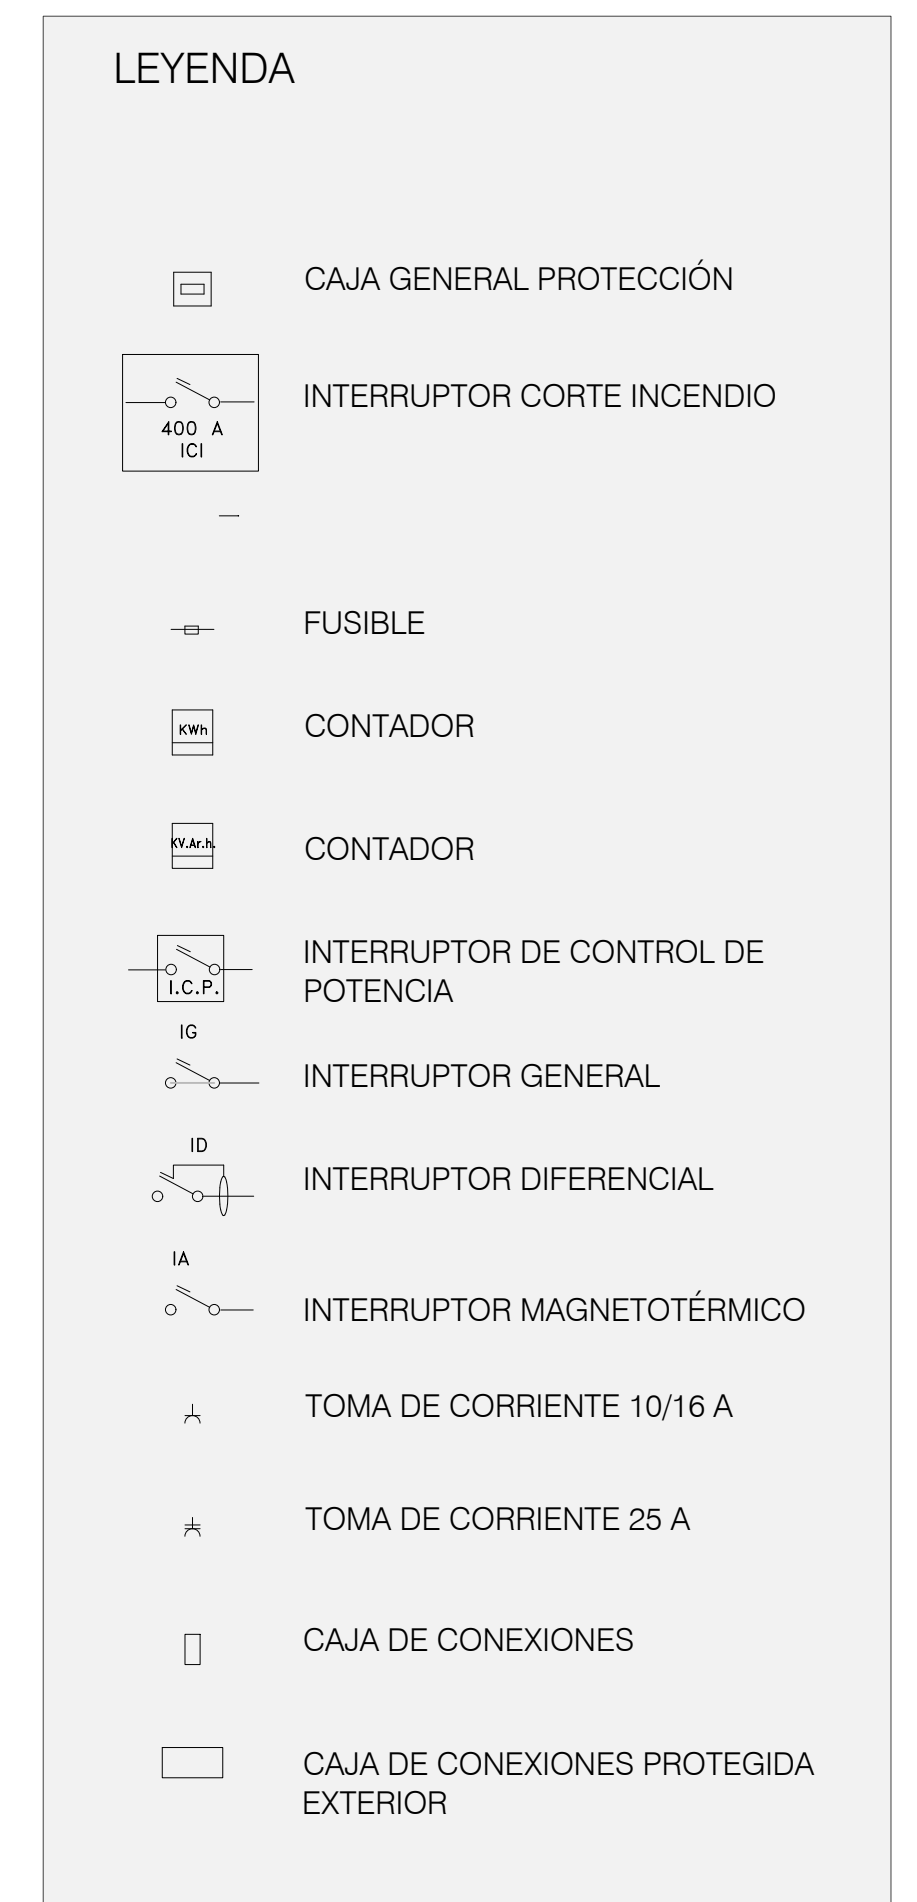 LEYENDA
CAJA GENERAL PROTECCIÓN
400 A
ICI
INTERRUPTOR CORTE INCENDIO
FUSIBLE
KWh
CONTADOR
KV.Ar.h.
CONTADOR
I.C.P.
INTERRUPTOR DE CONTROL DE
POTENCIA
IG
INTERRUPTOR GENERAL
ID
INTERRUPTOR DIFERENCIAL
IA
INTERRUPTOR MAGNETOTÉRMICO
TOMA DE CORRIENTE 10/16 A
TOMA DE CORRIENTE 25 A
CAJA DE CONEXIONES
CAJA DE CONEXIONES PROTEGIDA
EXTERIOR